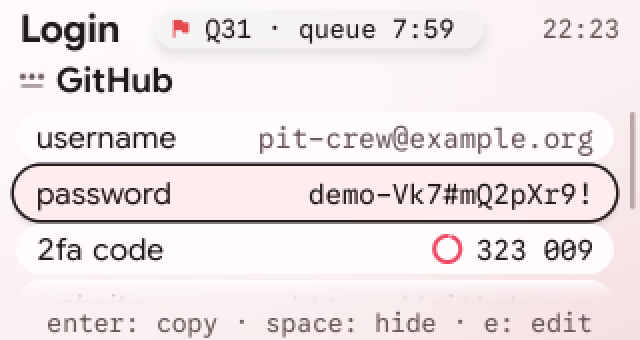 Login Q31 · queue 7:59 22:23
GitHub
username pit-crew@example.org
password demo-Vk7#mQ2pXr9!
2fa code 323 009
enter: copy · space: hide · e: edit